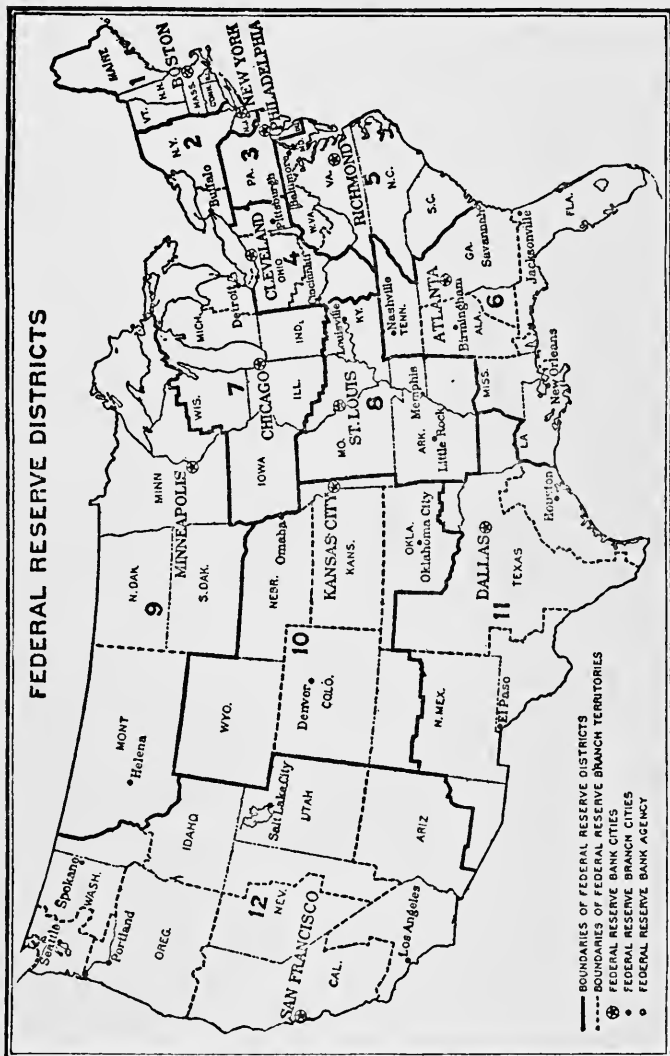 FEDERAL RESERVE DISTRICTS
Seattle
Spokane
WASH.
Portland
OREG.
IDAHO
MONT
Helena
WYO.
12
NEV.
SAN FRANCISCO
CAL.
Los Angeles
Salt Lake City
UTAH
ARIZ
N. DAK.
9
S. DAK.
MINN
MINNEAPOLIS
NEBR.
Omaha
10
Denver
COLO.
KANSAS CITY
KANS.
N. MEX.
El Paso
OKLA.
Oklahoma City
DALLAS
TEXAS
11
Houston
WIS.
MICH.
Detroit
7
CHICAGO
IOWA
ILL.
IND.
MO.
ST. LOUIS
8
Louisville
KY.
ARK.
Little Rock
Memphis
MISS.
LA
New Orleans
CLEVELAND
OHIO
4
Cincinnati
Pittsburgh
Nashville
TENN.
ATLANTA
Birmingham
ALA.
6
GA.
Savannah
Jacksonville
FLA.
MAINE
1
VT.
N.H.
MASS.
CONN.
BOSTON
N.Y.
2
Buffalo
NEW YORK
N.J.
PHILADELPHIA
PA.
3
Baltimore
MD.
W.VA.
VA.
RICHMOND
5
N.C.
S.C.
BOUNDARIES OF FEDERAL RESERVE DISTRICTS
BOUNDARIES OF FEDERAL RESERVE BRANCH TERRITORIES
FEDERAL RESERVE BANK CITIES
FEDERAL RESERVE BRANCH CITIES
FEDERAL RESERVE BANK AGENCY